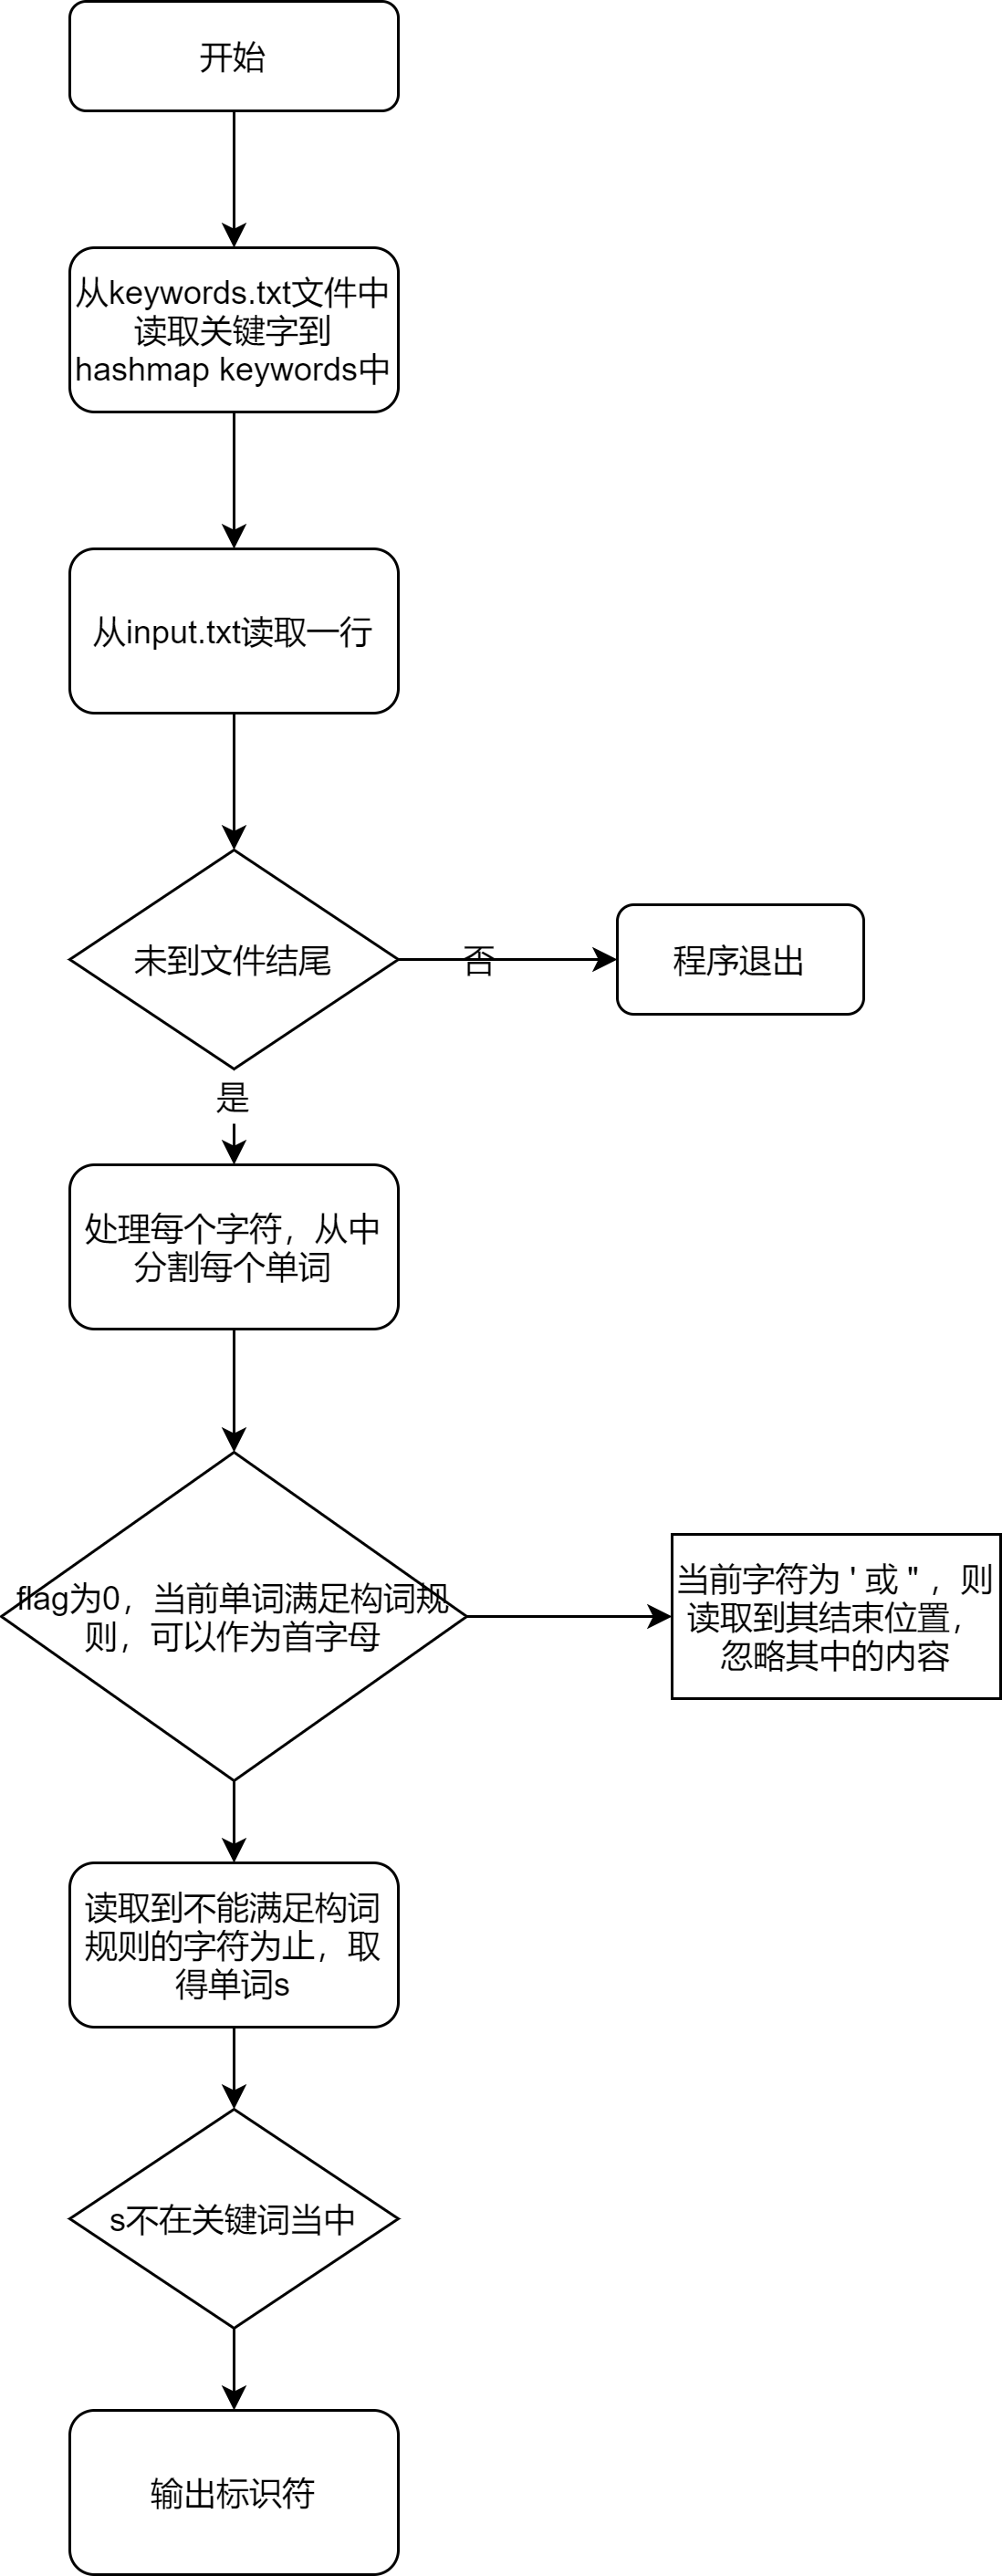 开始
从keywords.txt文件中
读取关键字到
hashmap keywords中
从input.txt读取一行
未到文件结尾
否
程序退出
是
处理每个字符，从中
分割每个单词
flag为0，当前单词满足构词规
则，可以作为首字母
当前字符为 ' 或 " ，则
读取到其结束位置，
忽略其中的内容
读取到不能满足构词
规则的字符为止，取
得单词s
s不在关键词当中
输出标识符